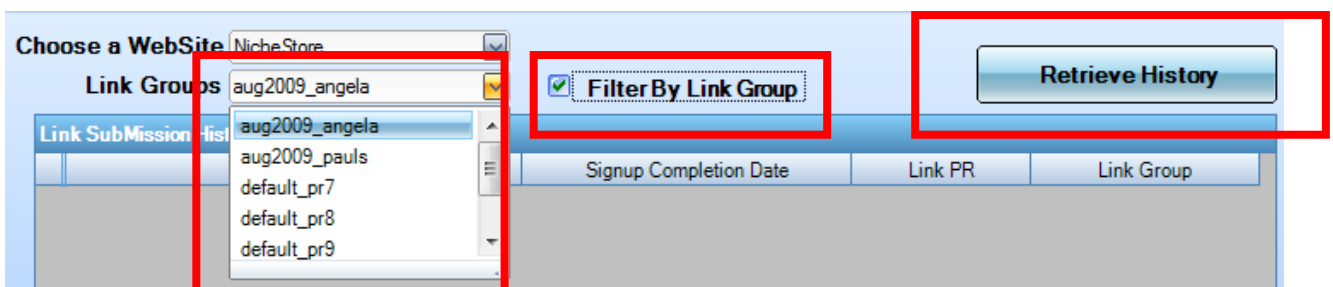 Choose a WebSite NicheStore
Link Groups aug2009_angela
Filter By Link Group
Retrieve History
Link SubMission Hist
aug2009_angela
aug2009_pauls
default_pr7
default_pr8
default_pr9
Signup Completion Date Link PR Link Group